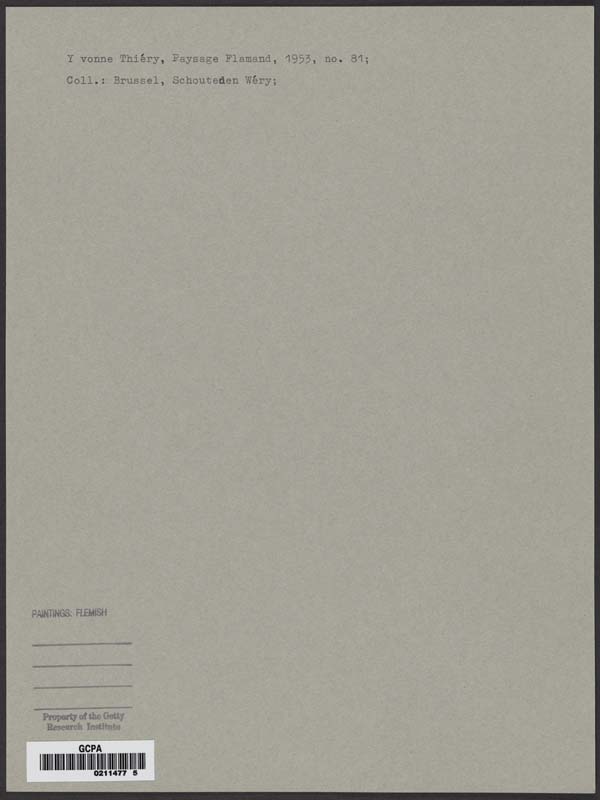 Y vonne Thiéry, Paysage Flamand, 1953, no. 81;
Coll.: Brussel, Schouteden Wéry;
PAINTINGS: FLEMISH
Property of the Getty
Research Institute
GCPA
0211477 5